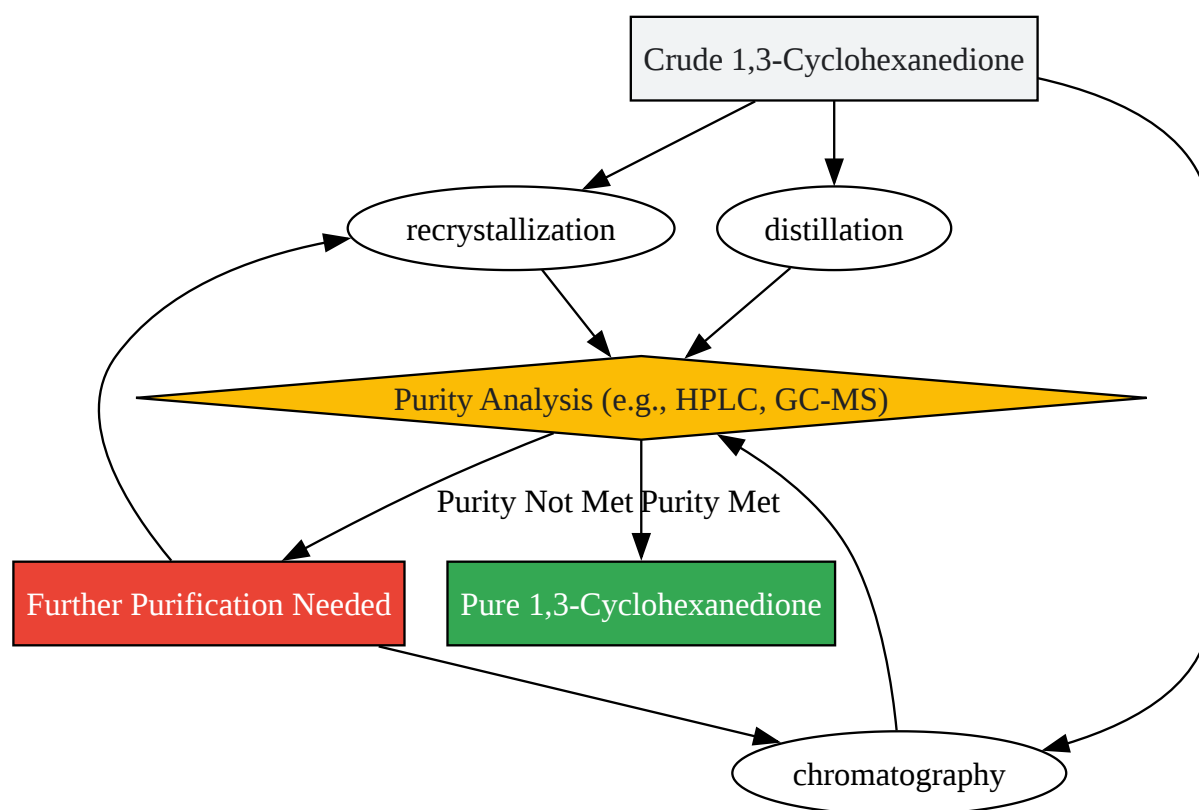 Crude 1,3-Cyclohexanedione
recrystallization
distillation
Purity Analysis (e.g., HPLC, GC-MS)
Purity Not Met
Purity Met
Further Purification Needed
Pure 1,3-Cyclohexanedione
chromatography